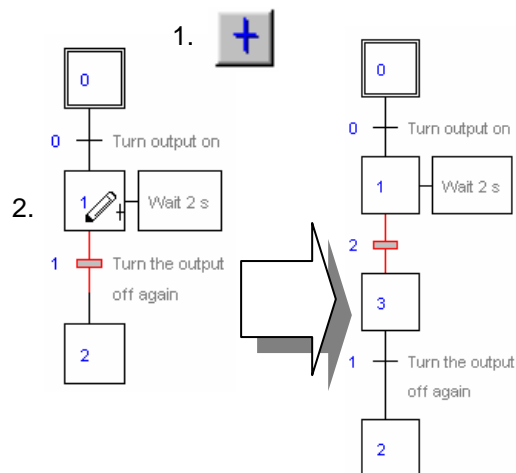 1.
0
0 Turn output on
2.
1 Wait 2 s
1 Turn the output
off again
2
0
0 Turn output on
1 Wait 2 s
2
3
1 Turn the output
off again
2